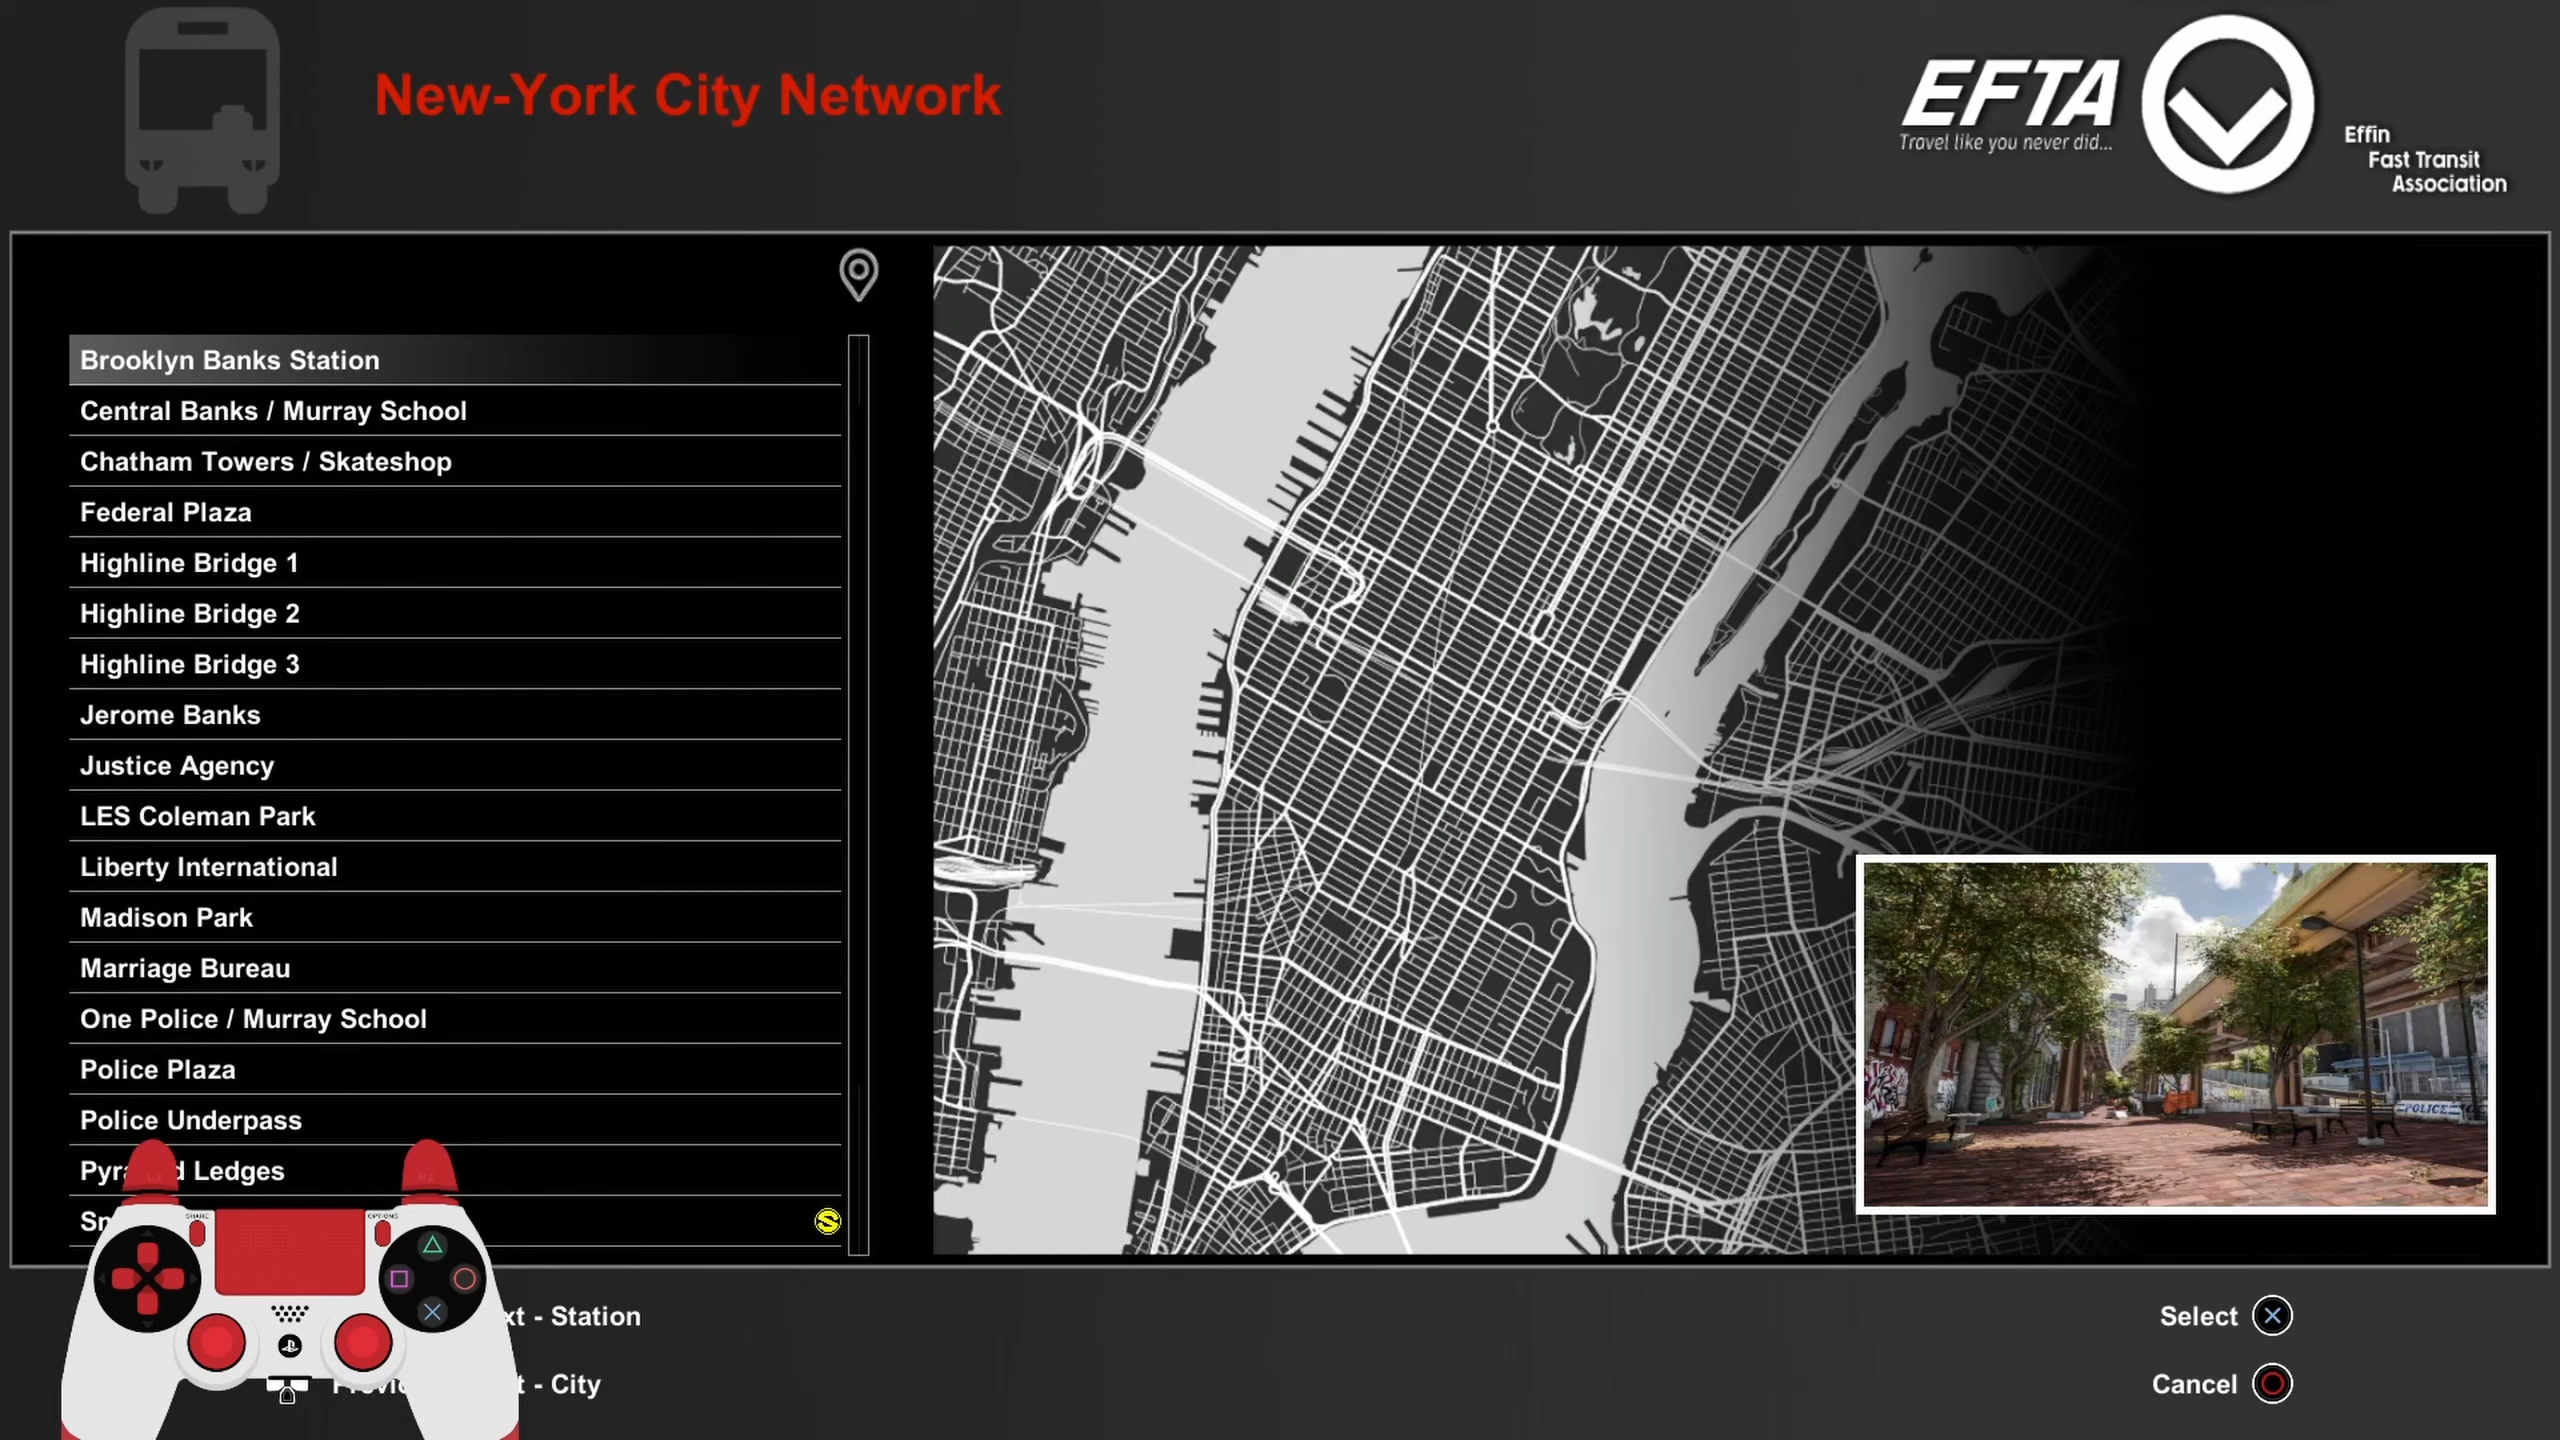 New-York City Network
EFTA
Travel like you never did...
Effin
Fast Transit
Association
Brooklyn Banks Station
Central Banks / Murray School
Chatham Towers / Skateshop
Federal Plaza
Highline Bridge 1
Highline Bridge 2
Highline Bridge 3
Jerome Banks
Justice Agency
LES Coleman Park
Liberty International
Madison Park
Marriage Bureau
One Police / Murray School
Police Plaza
Police Underpass
Ledges
S
POLICE
SHARE
OPTIONS
- Station
- City
Select
Cancel